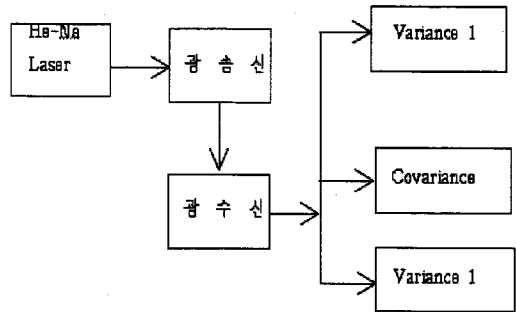 He-Ne
Laser
광 송 신
광 수 신
Variance 1
Covariance
Variance 1